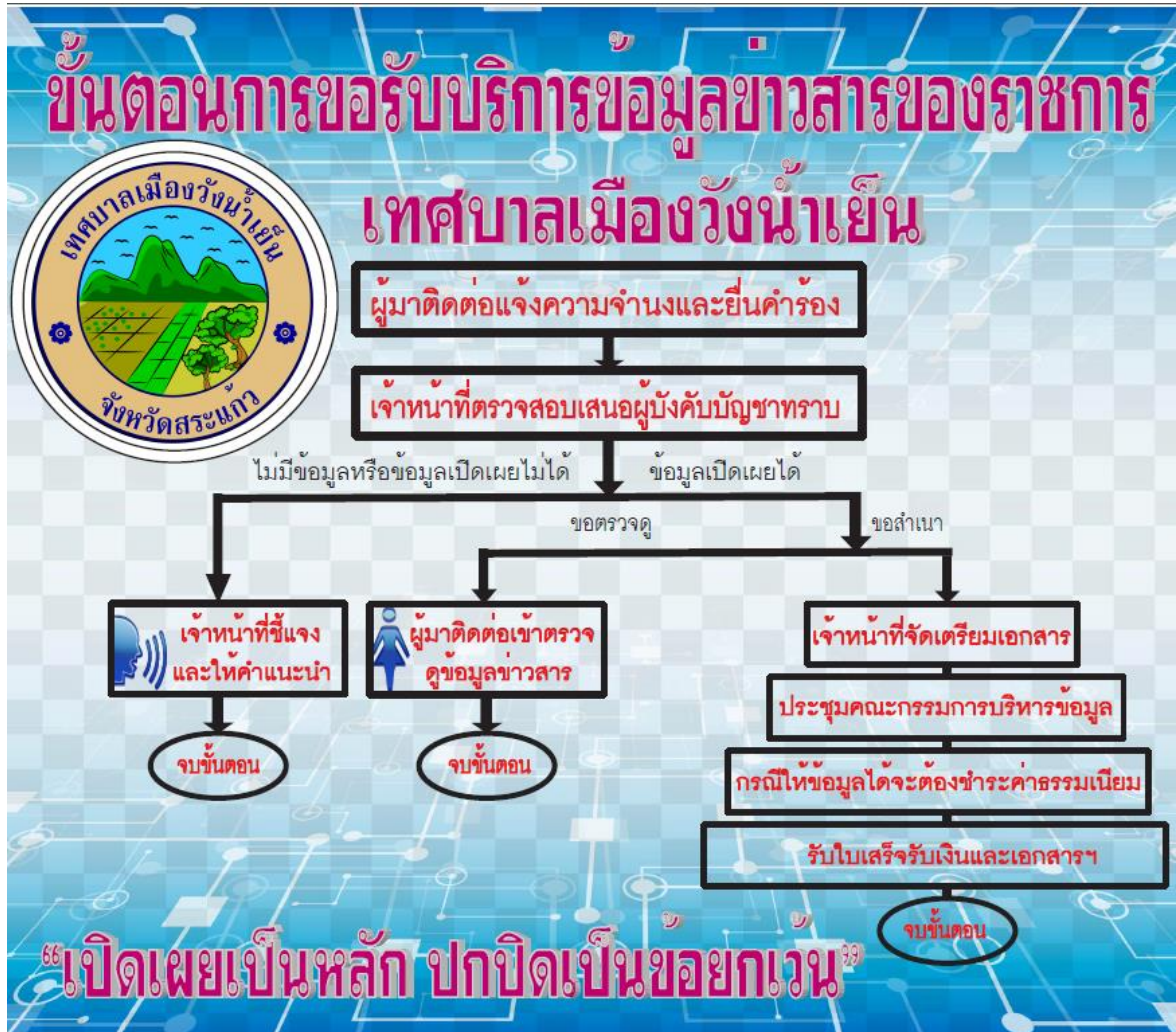 ขั้นตอนการขอรับบริการข้อมูลข่าวสารของราชการ
เทศบาลเมืองวังน้ำเย็น
เทศบาลเมืองวังน้ำเย็น
จังหวัดสระแก้ว
ผู้มาติดต่อแจ้งความจำนงและยื่นคำร้อง
เจ้าหน้าที่ตรวจสอบเสนอผู้บังคับบัญชาทราบ
ไม่มีข้อมูลหรือข้อมูลเปิดเผยไม่ได้
ข้อมูลเปิดเผยได้
ขอตรวจดู
ขอสำเนา
เจ้าหน้าที่ชี้แจง
และให้คำแนะนำ
จบขั้นตอน
ผู้มาติดต่อเข้าตรวจ
ดูข้อมูลข่าวสาร
จบขั้นตอน
เจ้าหน้าที่จัดเตรียมเอกสาร
ประชุมคณะกรรมการบริหารข้อมูล
กรณีให้ข้อมูลได้จะต้องชำระค่าธรรมเนียม
รับใบเสร็จรับเงินและเอกสารฯ
จบขั้นตอน
“เปิดเผยเป็นหลัก ปกปิดเป็นข้อยกเว้น”